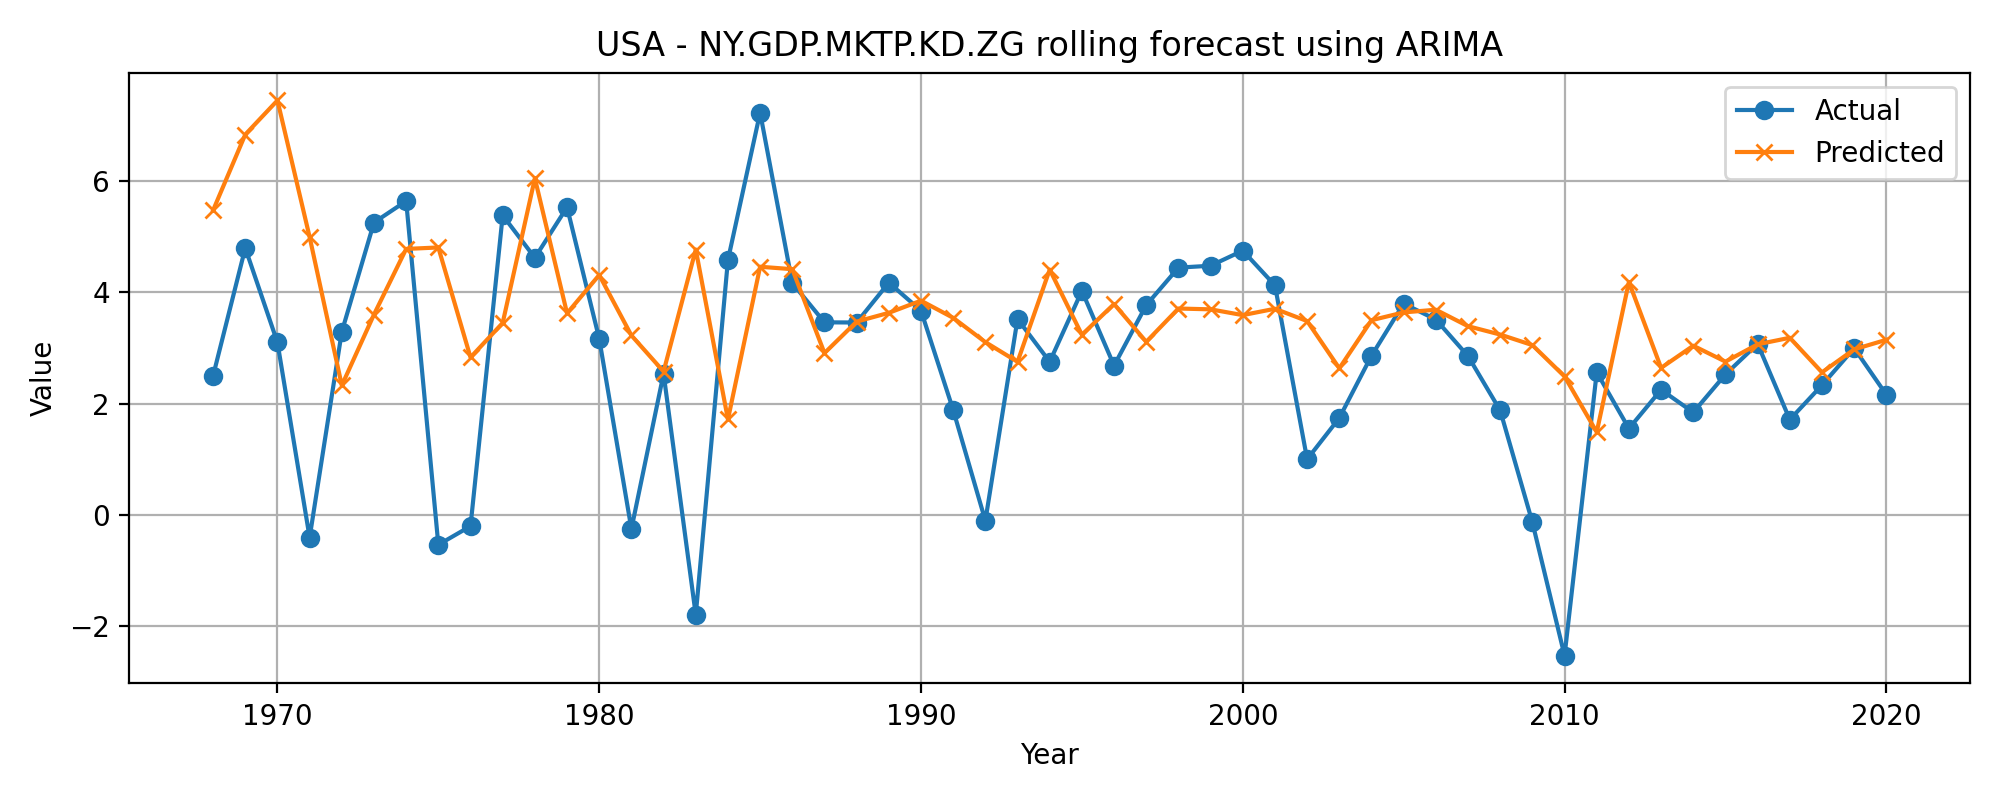 USA - NY.GDP.MKTP.KD.ZG rolling forecast using ARIMA
Actual
Predicted
Value
6
4
2
0
−2
1970 1980 1990 2000 2010 2020
Year